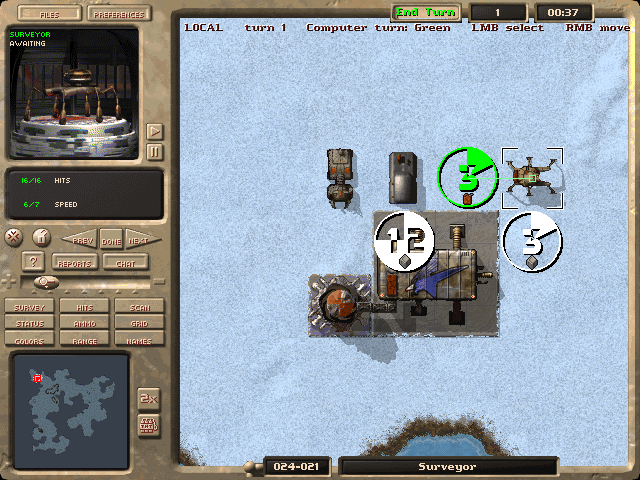 FILES PREFERENCES End Turn 1 00:37
LOCAL turn 1 Computer turn: Green LMB select RMB move
SURVEYOR
AWAITING
16/16 HITS
6/7 SPEED
5
12
3
PREV DONE NEXT
? REPORTS CHAT
SURVEY HITS SCAN
STATUS AMMO GRID
COLORS RANGE NAMES
2x
024-021 Surveyor